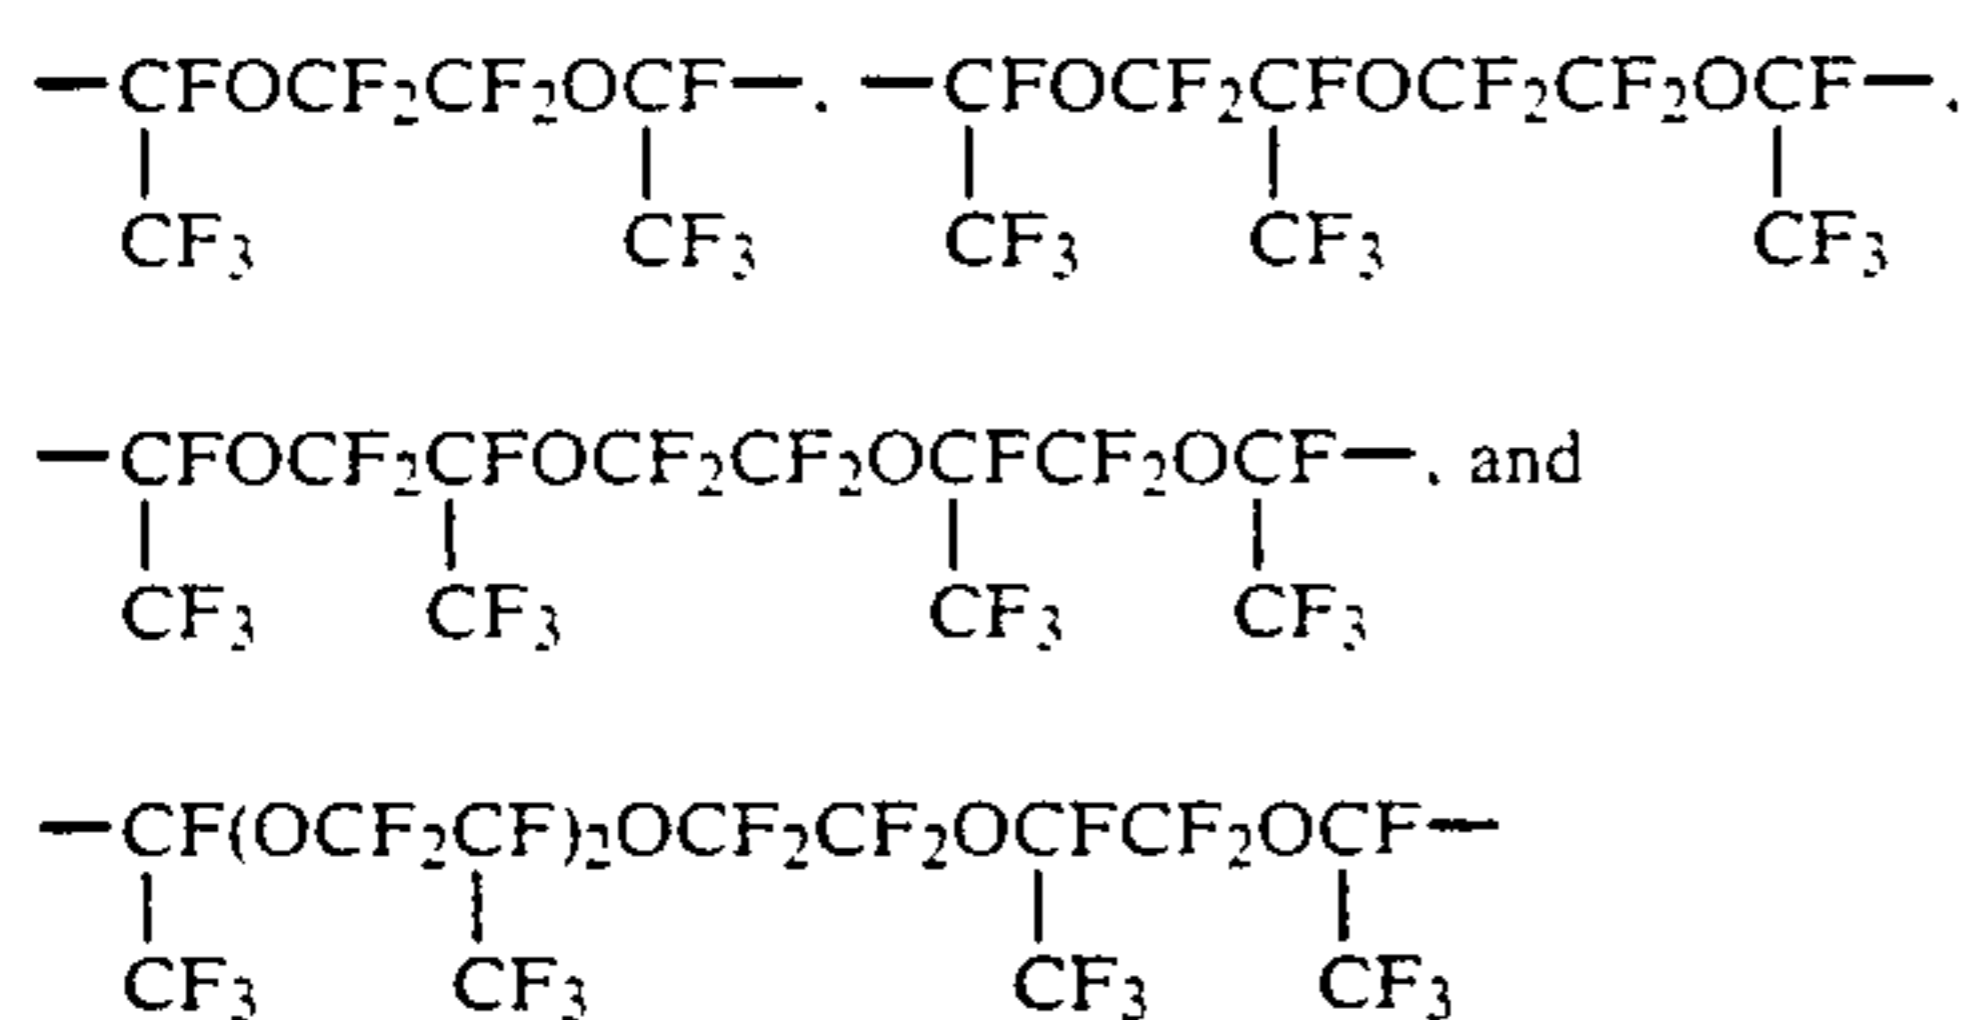 —CFOCF₂CF₂OCF—. —CFOCF₂CFOCF₂CF₂OCF—.
CF₃ CF₃ CF₃ CF₃ CF₃
—CFOCF₂CFOCF₂CF₂OCFCF₂OCF—. and
CF₃ CF₃ CF₃ CF₃
—CF(OCF₂CF)₂OCF₂CF₂OCFCF₂OCF—
CF₃ CF₃ CF₃ CF₃